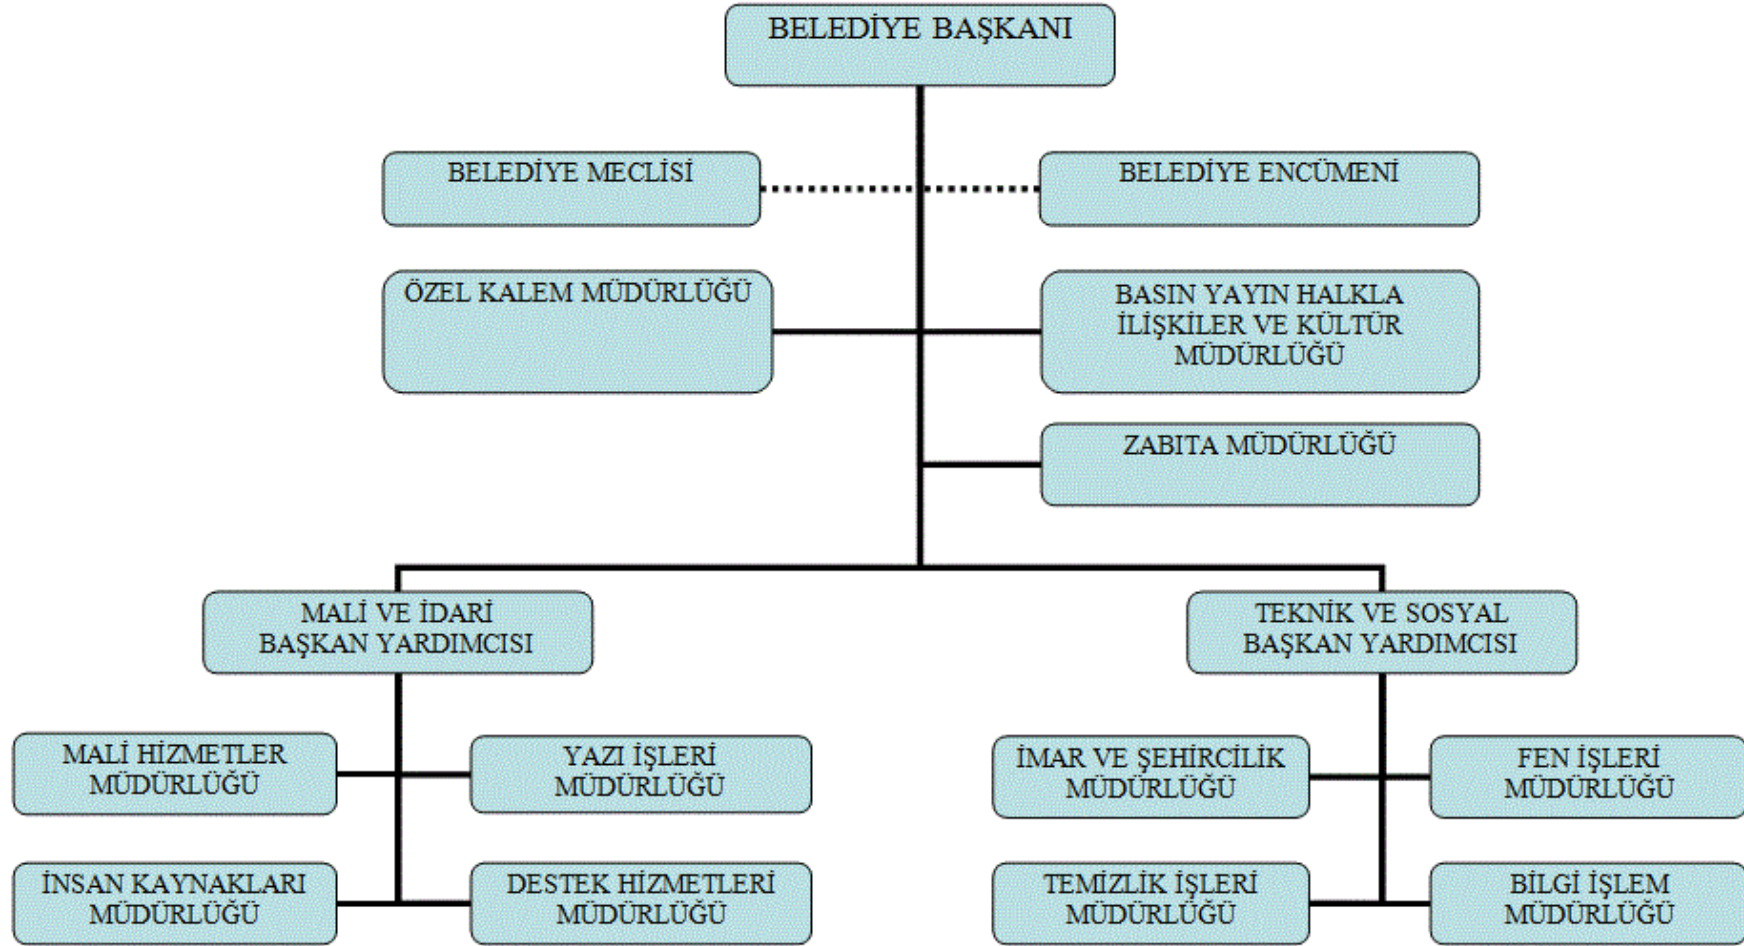 BELEDİYE BAŞKANI
BELEDİYE MECLİSİ
BELEDİYE ENCÜMENİ
ÖZEL KALEM MÜDÜRLÜĞÜ
BASIN YAYIN HALKLA
İLİŞKİLER VE KÜLTÜR
MÜDÜRLÜĞÜ
ZABITA MÜDÜRLÜĞÜ
MALİ VE İDARİ
BAŞKAN YARDIMCISI
TEKNİK VE SOSYAL
BAŞKAN YARDIMCISI
MALİ HİZMETLER
MÜDÜRLÜĞÜ
YAZI İŞLERİ
MÜDÜRLÜĞÜ
İMAR VE ŞEHİRCİLİK
MÜDÜRLÜĞÜ
FEN İŞLERİ
MÜDÜRLÜĞÜ
İNSAN KAYNAKLARI
MÜDÜRLÜĞÜ
DESTEK HİZMETLERİ
MÜDÜRLÜĞÜ
TEMİZLİK İŞLERİ
MÜDÜRLÜĞÜ
BİLGİ İŞLEM
MÜDÜRLÜĞÜ